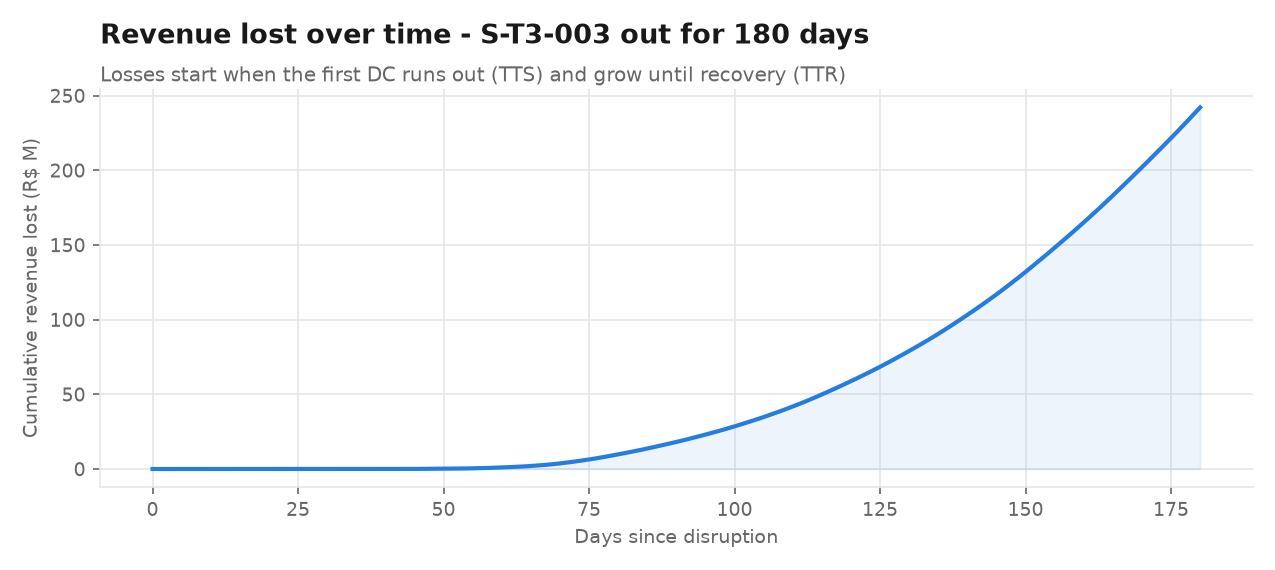 Revenue lost over time - S-T3-003 out for 180 days
Losses start when the first DC runs out (TTS) and grow until recovery (TTR)
Cumulative revenue lost (R$ M)
250
200
150
100
50
0
0 25 50 75 100 125 150 175
Days since disruption